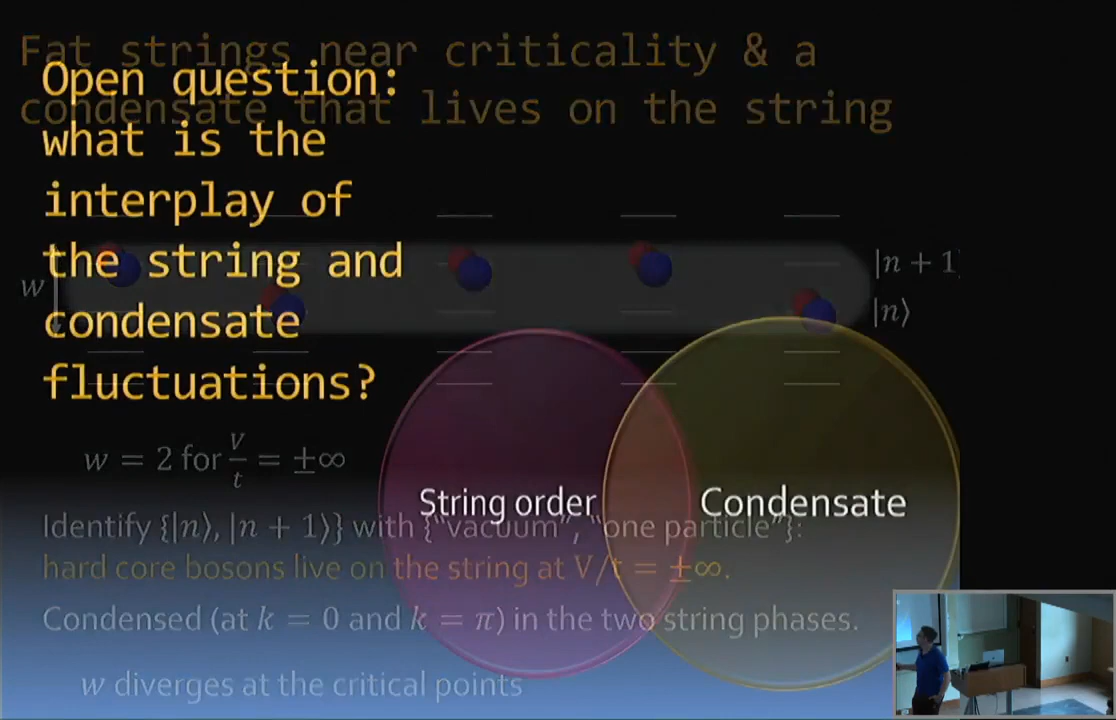 Fat strings near criticality & a
condensate that lives on the string
Open question:
what is the
interplay of
the string and
condensate
fluctuations?
w
|n + 1
|n⟩
w = 2 for V/t = ±∞
String order
Condensate
Identify {|n⟩, |n + 1⟩} with {"vacuum", "one particle"}:
hard core bosons live on the string at V/t = ±∞.
Condensed (at k = 0 and k = π) in the two string phases.
w diverges at the critical points